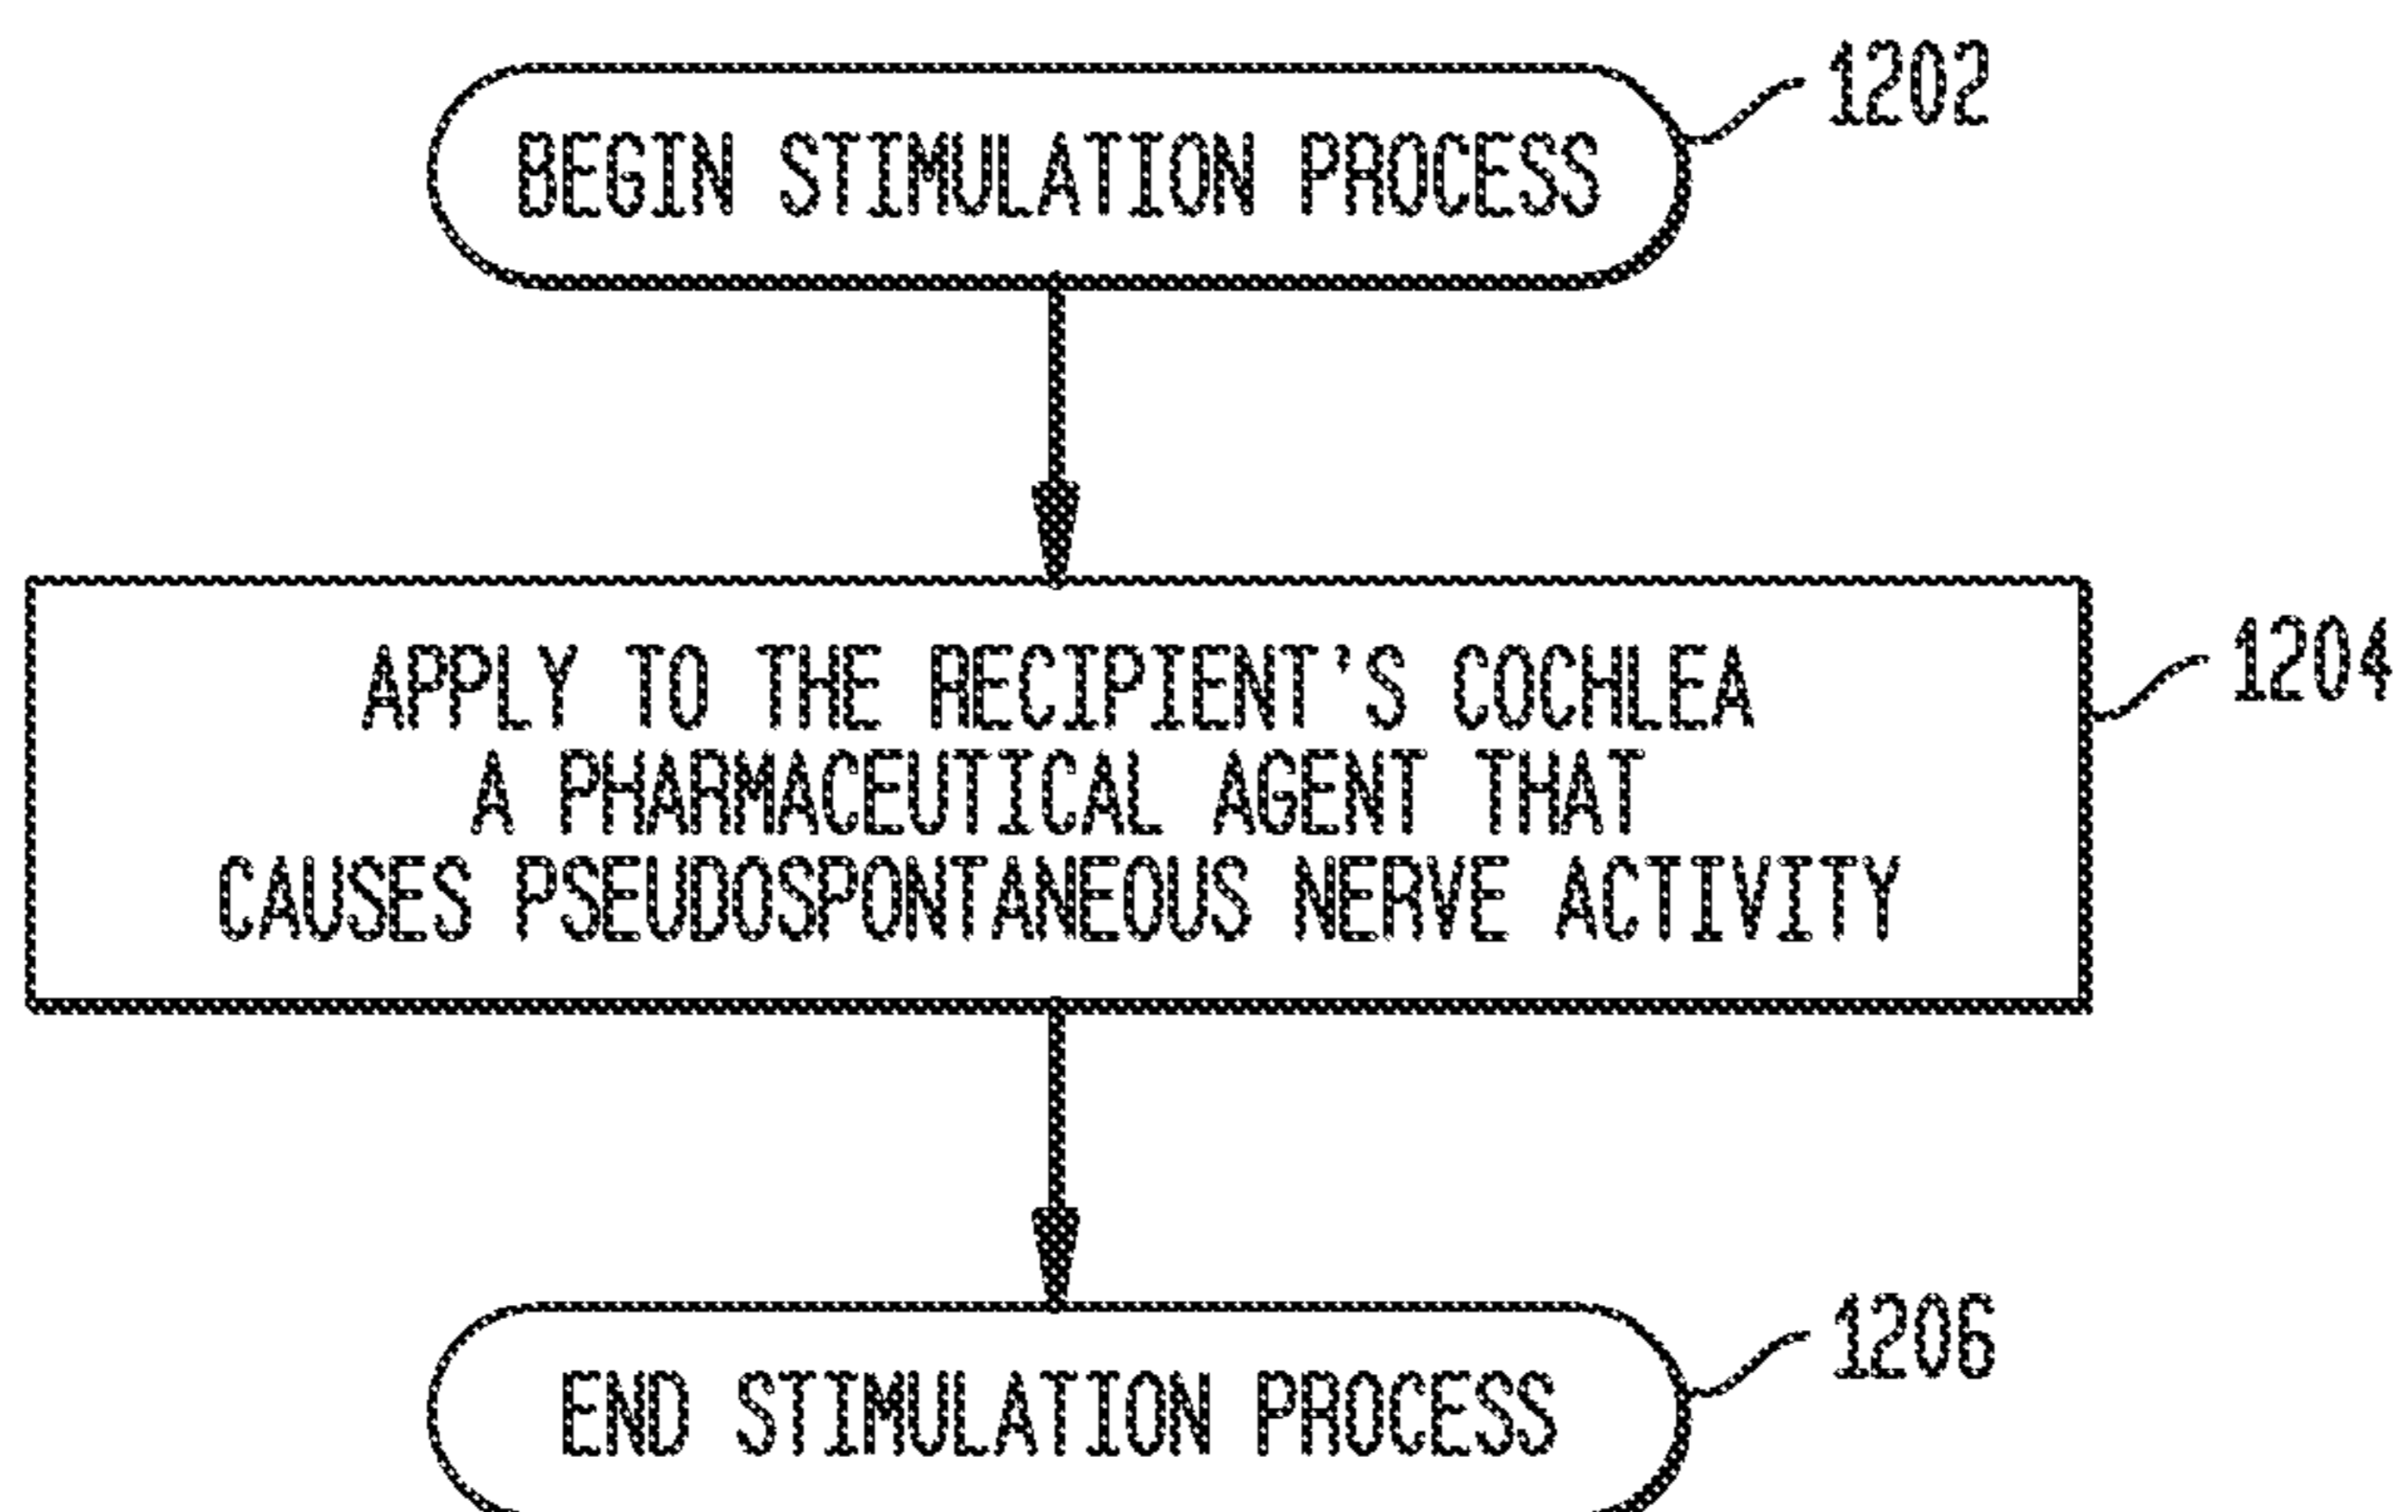 BEGIN STIMULATION PROCESS
1202
APPLY TO THE RECIPIENT'S COCHLEA
1204
A PHARMACEUTICAL AGENT THAT
CAUSES PSEUDOSPONTANEOUS NERVE ACTIVITY
END STIMULATION PROCESS
1206